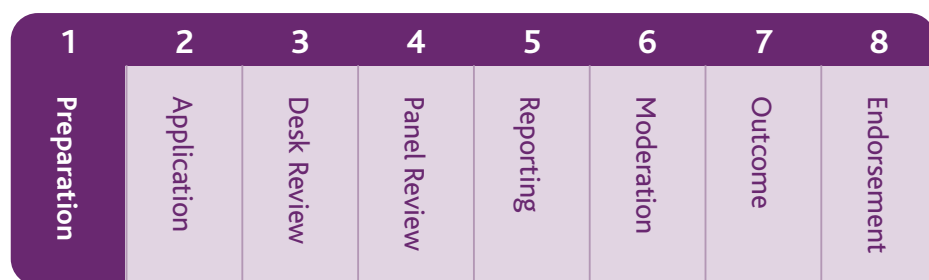 1 2 3 4 5 6 7 8
Preparation
Application
Desk Review
Panel Review
Reporting
Moderation
Outcome
Endorsement